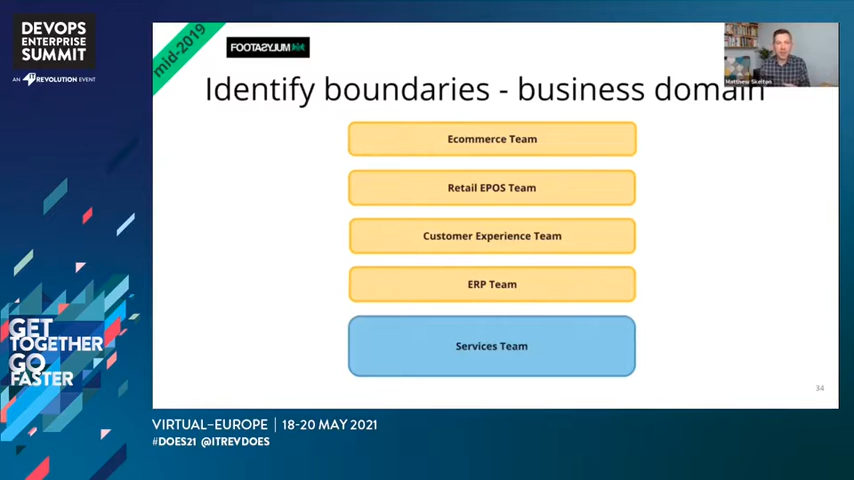 DEVOPS
ENTERPRISE
SUMMIT
AN IT REVOLUTION EVENT
mid-2019
FOOTASYLUM
Matthew Skelton
Identify boundaries - business domain
Ecommerce Team
Retail EPOS Team
Customer Experience Team
ERP Team
Services Team
34
GET
TOGETHER
GO
FASTER
VIRTUAL-EUROPE | 18-20 MAY 2021
#DOES21 @ITREVDOES